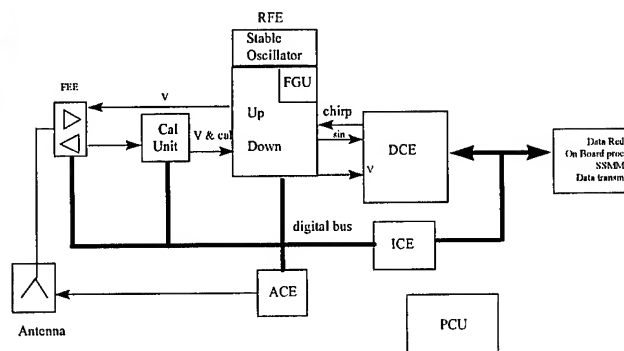 RFE
Stable
Oscillator
FGU
FEE
V
Up
chirp
Cal
Unit
V & cal
Down
sin
DCE
V
Data Red
On Board proc
SSMM
Data transm
digital bus
ICE
ACE
Antenna
PCU